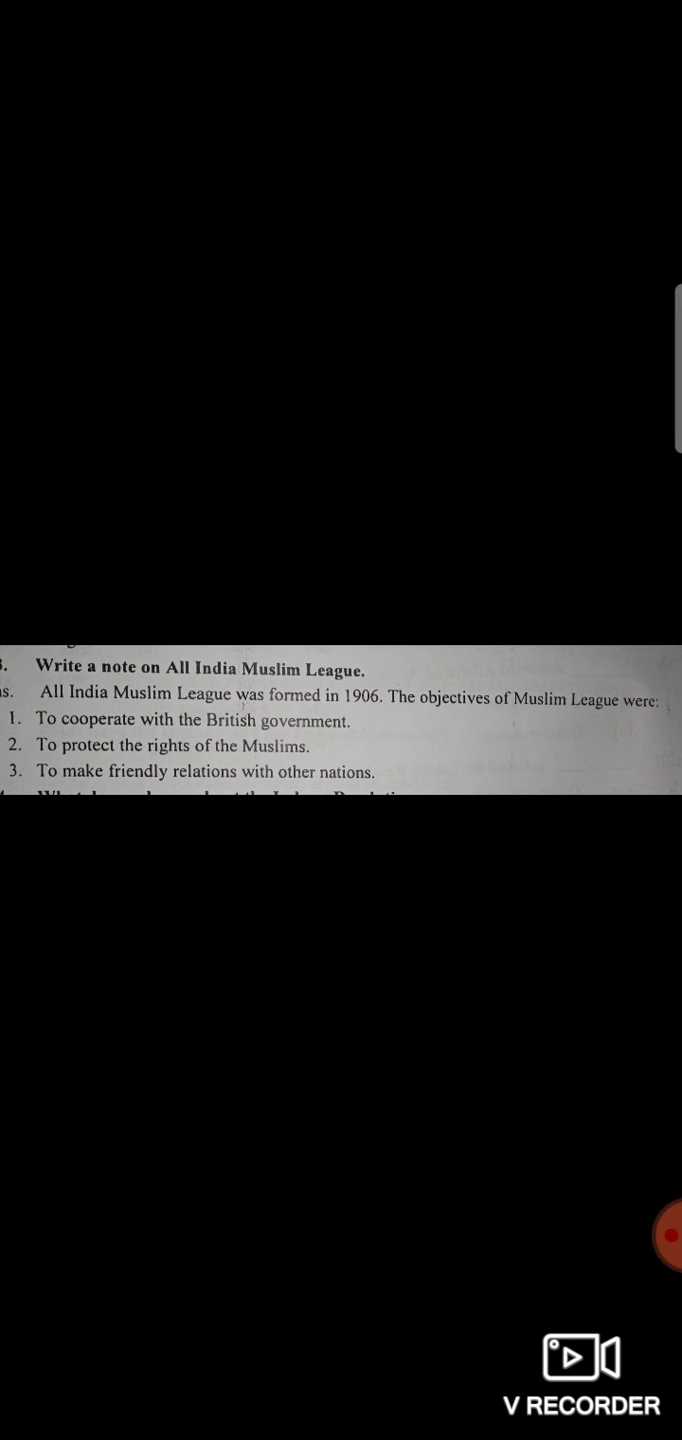 3. Write a note on All India Muslim League.
s. All India Muslim League was formed in 1906. The objectives of Muslim League were:
1. To cooperate with the British government.
2. To protect the rights of the Muslims.
3. To make friendly relations with other nations.
V RECORDER